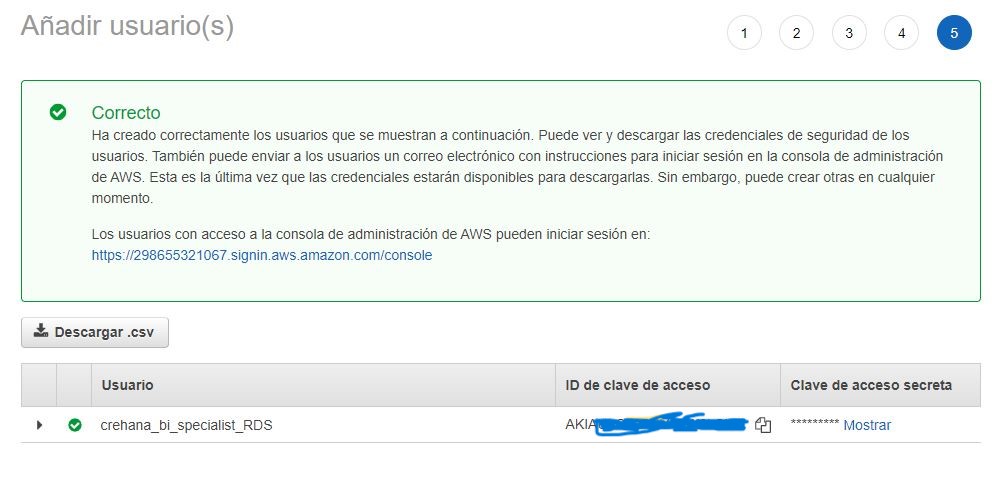 Añadir usuario(s)
1 2 3 4 5
Correcto
Ha creado correctamente los usuarios que se muestran a continuación. Puede ver y descargar las credenciales de seguridad de los
usuarios. También puede enviar a los usuarios un correo electrónico con instrucciones para iniciar sesión en la consola de administración
de AWS. Esta es la última vez que las credenciales estarán disponibles para descargarlas. Sin embargo, puede crear otras en cualquier
momento.
Los usuarios con acceso a la consola de administración de AWS pueden iniciar sesión en:
https://298655321067.signin.aws.amazon.com/console
Descargar .csv
Usuario ID de clave de acceso Clave de acceso secreta
crehana_bi_specialist_RDS AKIA ********* Mostrar